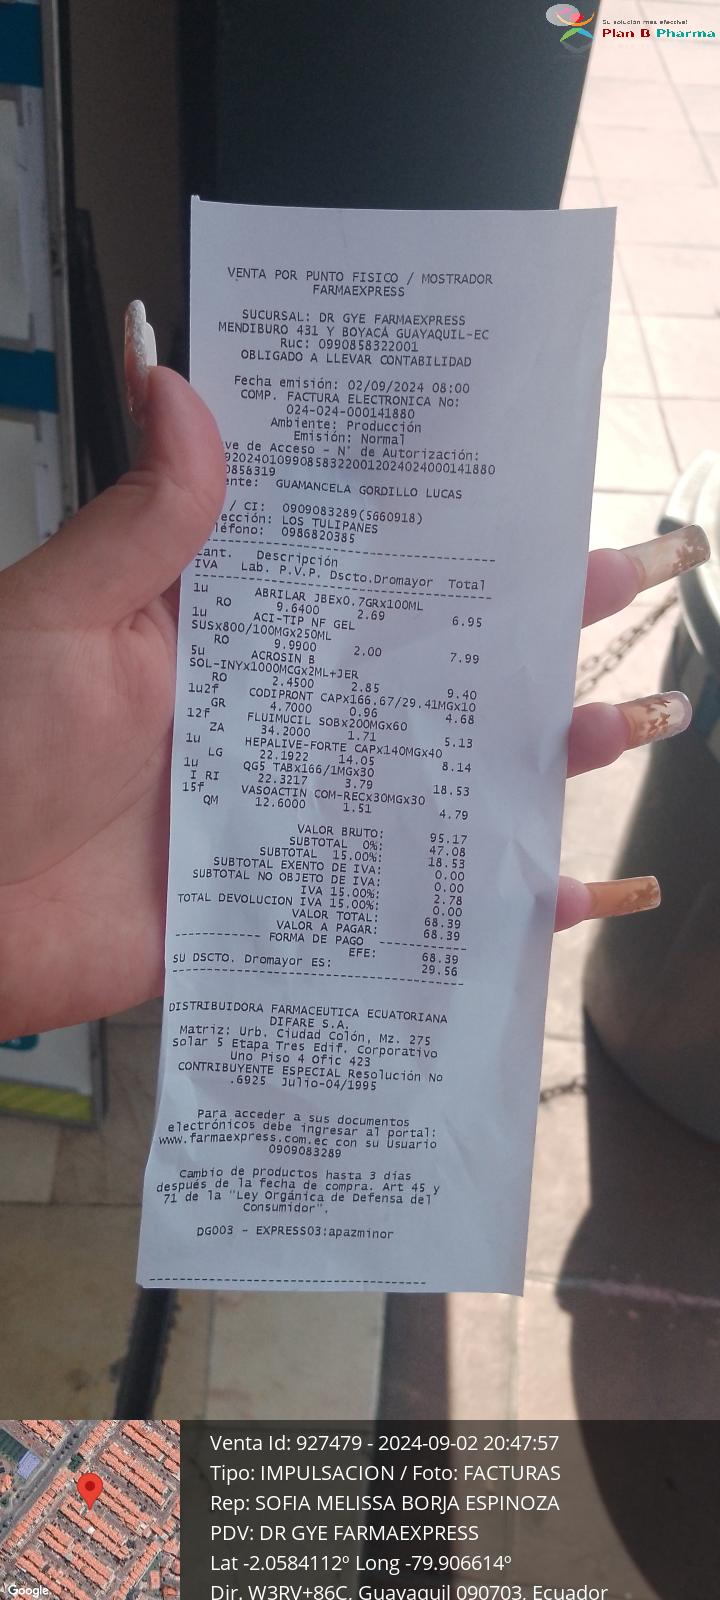 Su solución más efectiva!
Plan B Pharma
VENTA POR PUNTO FISICO / MOSTRADOR
FARMAEXPRESS
SUCURSAL: DR GYE FARMAEXPRESS
MENDIBURO 431 Y BOYACÁ GUAYAQUIL-EC
Ruc: 0990858322001
OBLIGADO A LLEVAR CONTABILIDAD
Fecha emisión: 02/09/2024 08:00
COMP. FACTURA ELECTRONICA No:
024-024-000141880
Ambiente: Producción
Emisión: Normal
ve de Acceso - N° de Autorización:
920240109908583220012024024000141880
0858319
ente: GUAMANCELA GORDILLO LUCAS
/ CI: 0909083289(5660918)
ección: LOS TULIPANES
léfono: 0986820385
Cant. Descripción
IVA Lab. P.V.P. Dscto.Dromayor Total
1u ABRILAR JBEx0.7GRx100ML
RO 9.6400 2.69 6.95
1u ACI-TIP NF GEL
SUSx800/100MGx250ML
RO 9.9900 2.00 7.99
5u ACROSIN B
SOL-INYx1000MCGx2ML+JER
RO 2.4500 2.85 9.40
1u2f CODIPRONT CAPx166.67/29.41MGx10
GR 4.7000 0.96 4.68
12f FLUIMUCIL SOBx200MGx60
ZA 34.2000 1.71 5.13
1u HEPALIVE-FORTE CAPx140MGx40
LG 22.1922 14.05 8.14
1u QG5 TABx166/1MGx30
I RI 22.3217 3.79 18.53
15f VASOACTIN COM-RECx30MGx30
QM 12.6000 1.51 4.79
VALOR BRUTO: 95.17
SUBTOTAL 0%: 47.08
SUBTOTAL 15.00%: 18.53
SUBTOTAL EXENTO DE IVA: 0.00
SUBTOTAL NO OBJETO DE IVA: 0.00
IVA 15.00%: 2.78
TOTAL DEVOLUCION IVA 15.00%: 0.00
VALOR TOTAL: 68.39
VALOR A PAGAR: 68.39
FORMA DE PAGO
EFE: 68.39
SU DSCTO. Dromayor ES: 29.56
DISTRIBUIDORA FARMACEUTICA ECUATORIANA
DIFARE S.A.
Matriz: Urb. Ciudad Colón, Mz. 275
Solar 5 Etapa Tres Edif. Corporativo
Uno Piso 4 Ofic 423
CONTRIBUYENTE ESPECIAL Resolución No
.6925 Julio-04/1995
Para acceder a sus documentos
electrónicos debe ingresar al portal:
www.farmaexpress.com.ec con su Usuario
0909083289
Cambio de productos hasta 3 días
después de la fecha de compra. Art 45 y
71 de la "Ley Orgánica de Defensa del
Consumidor".
DG003 - EXPRESS03:apazminor
Venta Id: 927479 - 2024-09-02 20:47:57
Tipo: IMPULSACION / Foto: FACTURAS
Rep: SOFIA MELISSA BORJA ESPINOZA
PDV: DR GYE FARMAEXPRESS
Lat -2.0584112º Long -79.906614º
Dir. W3RV+86C, Guayaquil 090703, Ecuador
Google